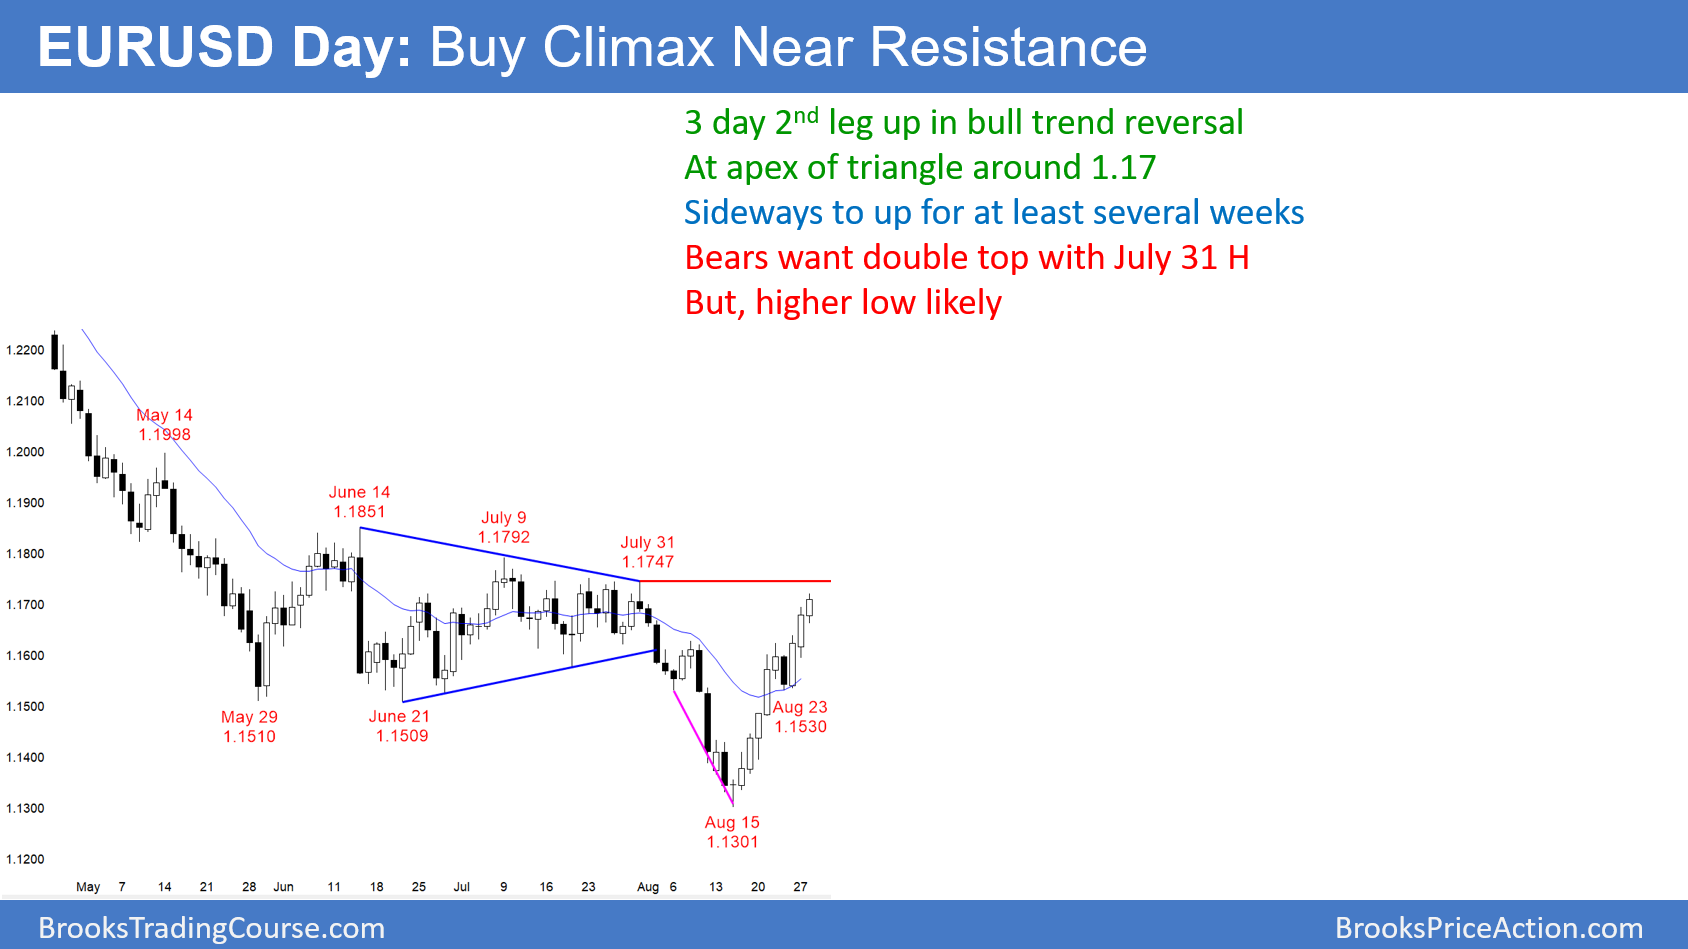 EURUSD Day: Buy Climax Near Resistance
3 day 2nd leg up in bull trend reversal
At apex of triangle around 1.17
Sideways to up for at least several weeks
Bears want double top with July 31 H
But, higher low likely
1.2200
1.2100
1.2000
1.1900
1.1800
1.1700
1.1600
1.1500
1.1400
1.1300
1.1200
May 14
1.1998
June 14
1.1851
July 9
1.1792
July 31
1.1747
May 29
1.1510
June 21
1.1509
Aug 23
1.1530
Aug 15
1.1301
May 7 14 21 28 Jun 11 18 25 Jul 9 16 23 Aug 6 13 20 27
BrooksTradingCourse.com
BrooksPriceAction.com